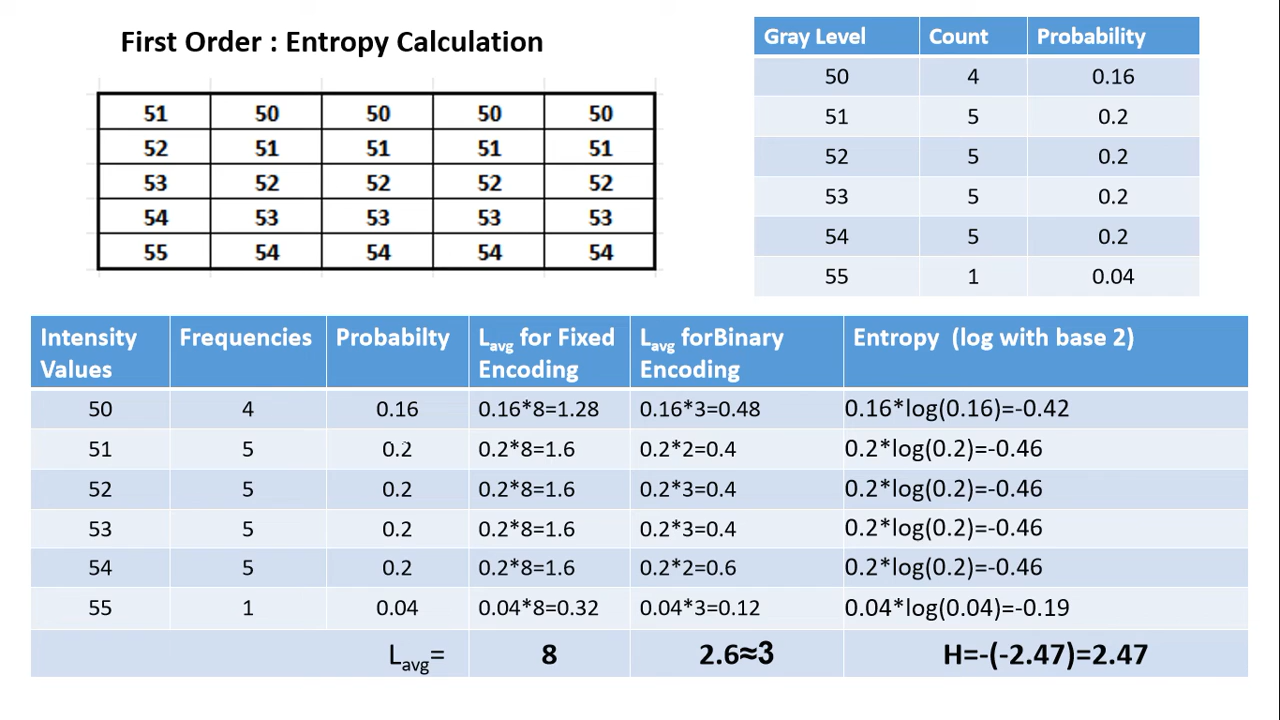 First Order : Entropy Calculation
51 50 50 50 50
52 51 51 51 51
53 52 52 52 52
54 53 53 53 53
55 54 54 54 54
Gray Level Count Probability
50 4 0.16
51 5 0.2
52 5 0.2
53 5 0.2
54 5 0.2
55 1 0.04
Intensity Values Frequencies Probabilty Lavg for Fixed Encoding Lavg forBinary Encoding Entropy (log with base 2)
50 4 0.16 0.16*8=1.28 0.16*3=0.48 0.16*log(0.16)=-0.42
51 5 0.2 0.2*8=1.6 0.2*2=0.4 0.2*log(0.2)=-0.46
52 5 0.2 0.2*8=1.6 0.2*3=0.4 0.2*log(0.2)=-0.46
53 5 0.2 0.2*8=1.6 0.2*3=0.4 0.2*log(0.2)=-0.46
54 5 0.2 0.2*8=1.6 0.2*2=0.6 0.2*log(0.2)=-0.46
55 1 0.04 0.04*8=0.32 0.04*3=0.12 0.04*log(0.04)=-0.19
Lavg= 8 2.6≈3 H=-(-2.47)=2.47